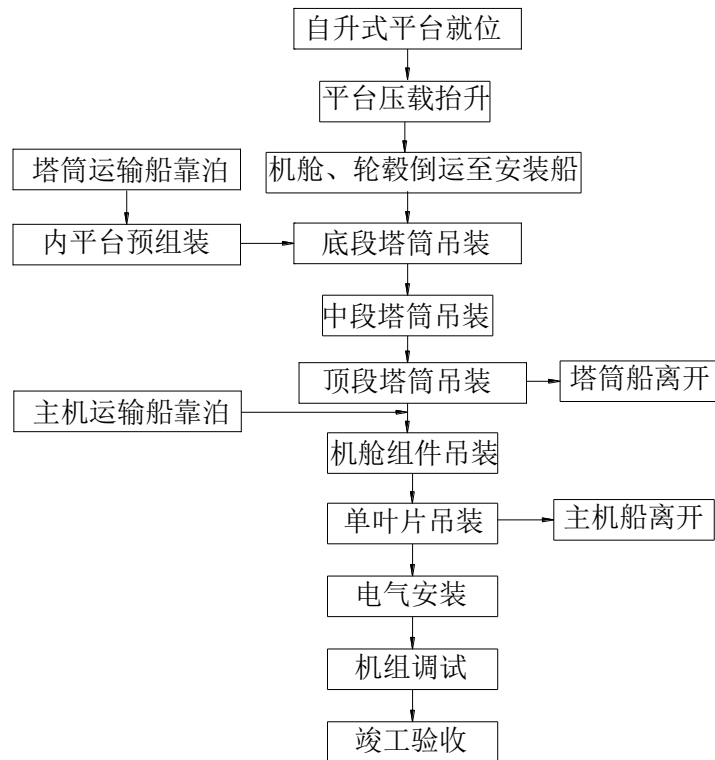 自升式平台就位
平台压载抬升
塔筒运输船靠泊
机舱、轮毂倒运至安装船
内平台预组装
底段塔筒吊装
中段塔筒吊装
顶段塔筒吊装
塔筒船离开
主机运输船靠泊
机舱组件吊装
单叶片吊装
主机船离开
电气安装
机组调试
竣工验收